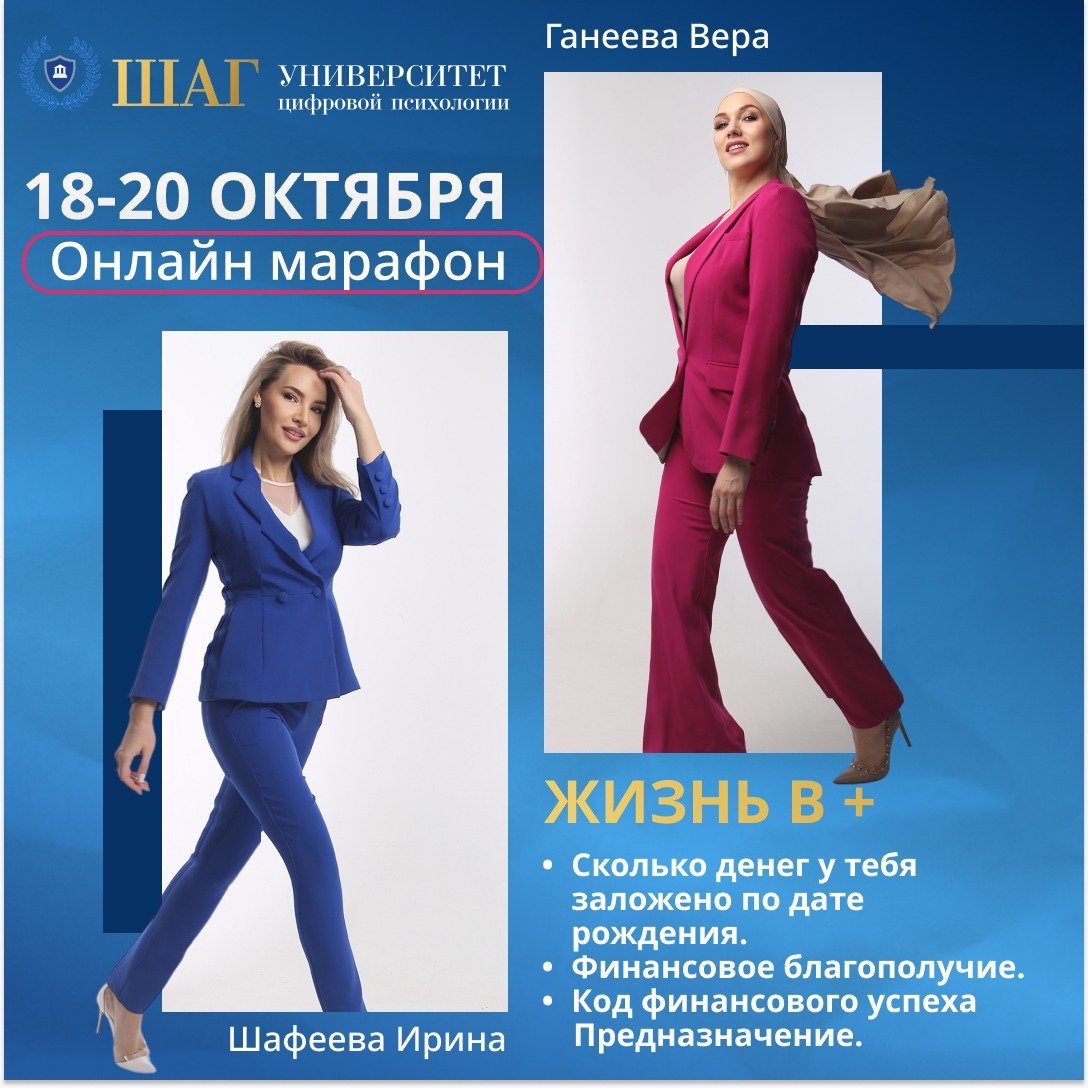 ШАГ
УНИВЕРСИТЕТ
цифровой психологии
Ганеева Вера
18-20 ОКТЯБРЯ
Онлайн марафон
Шафеева Ирина
ЖИЗНЬ В +
• Сколько денег у тебя
заложено по дате
рождения.
• Финансовое благополучие.
• Код финансового успеха
Предназначение.